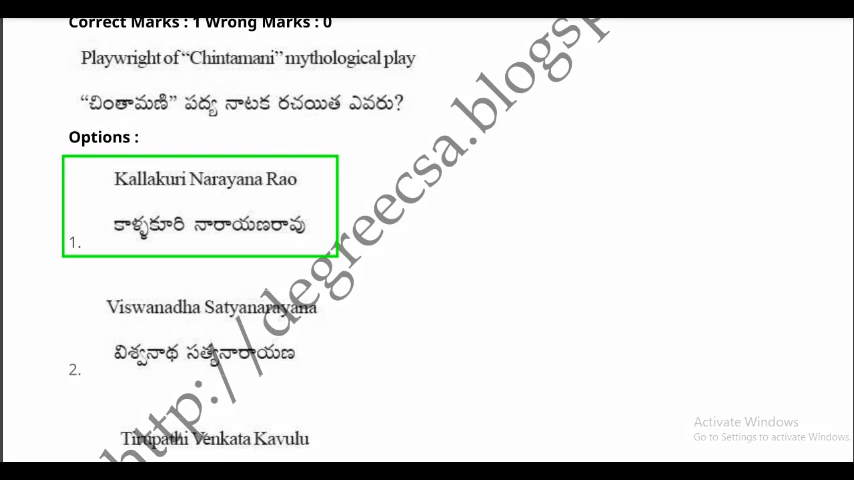 Correct Marks : 1 Wrong Marks : 0
Playwright of “Chintamani” mythological play
“చింతామణి” పద్య నాటక రచయిత ఎవరు?
Options :
Kallakuri Narayana Rao
కాళ్ళకూరి నారాయణరావు
1.
Viswanadha Satyanarayana
విశ్వనాథ సత్యనారాయణ
2.
Tirupathi Venkata Kavulu
http://degreecsa.blogsp
Activate Windows
Go to Settings to activate Windows.